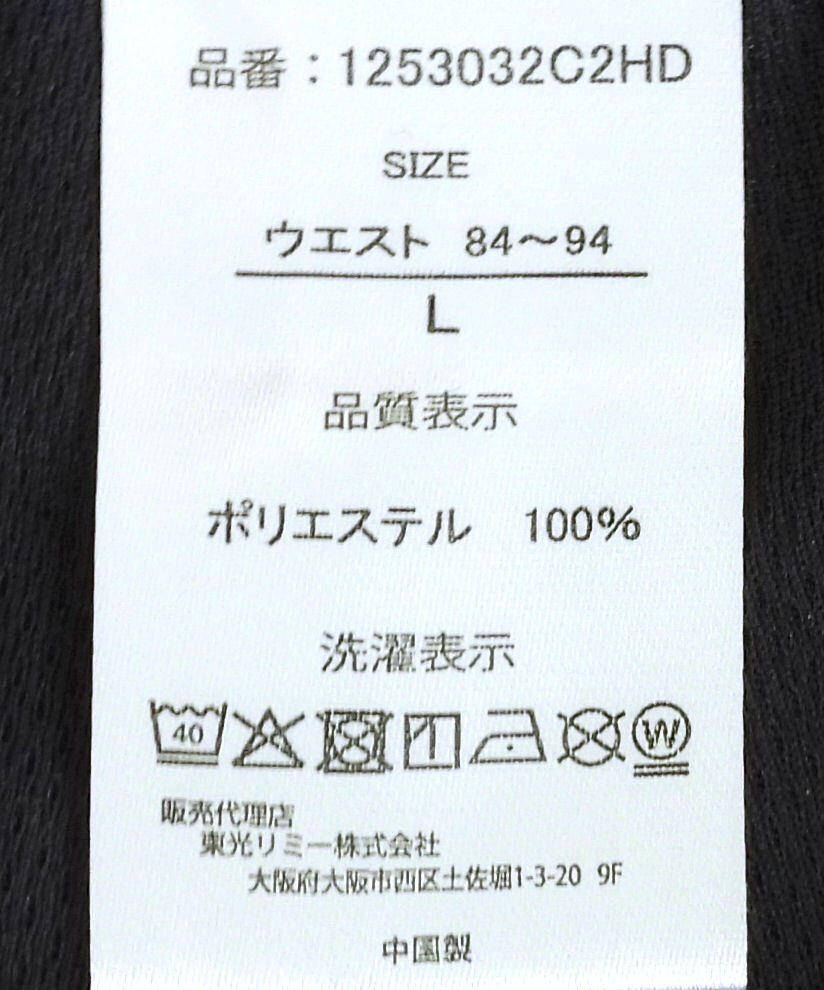 品番：1253032C2HD
SIZE
ウエスト 84～94
L
品質表示
ポリエステル 100%
洗濯表示
40 W
販売代理店
東光リミー株式会社
大阪府大阪市西区土佐堀1-3-20 9F
中国製